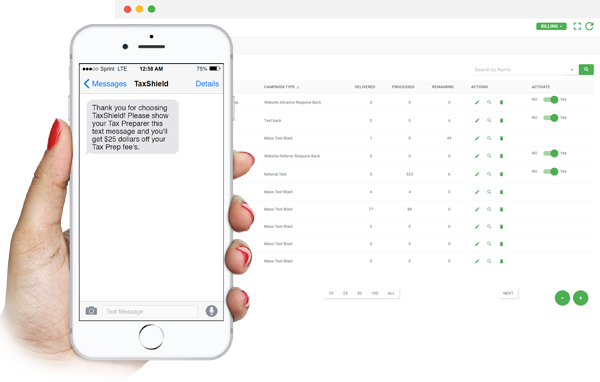 BILLING
Sprint LTE 12:58 AM 75%
Messages TaxShield Details
Thank you for choosing
TaxShield! Please show
your Tax Preparer this
text message and you'll
get $25 dollars off your
Tax Prep fee's.
Text Message
Search by Name
CAMPAIGN TYPE DELIVERED PROCESSED REMAINING ACTIONS ACTIVATE
Website Advance Respone Back 0 0 0 NO Yes
Text back 0 0 4 NO Yes
Mass Text Blast 1 0 49
Website Referror Respone Back 0 0 0 NO Yes
Referral Text 0 523 6 NO Yes
Mass Text Blast 4 4 0
Mass Text Blast 77 88 0
Mass Text Blast 0 0 0
Mass Text Blast 0 0 0
Mass Text Blast 0 0 0
10 25 50 100 ALL NEXT
- +